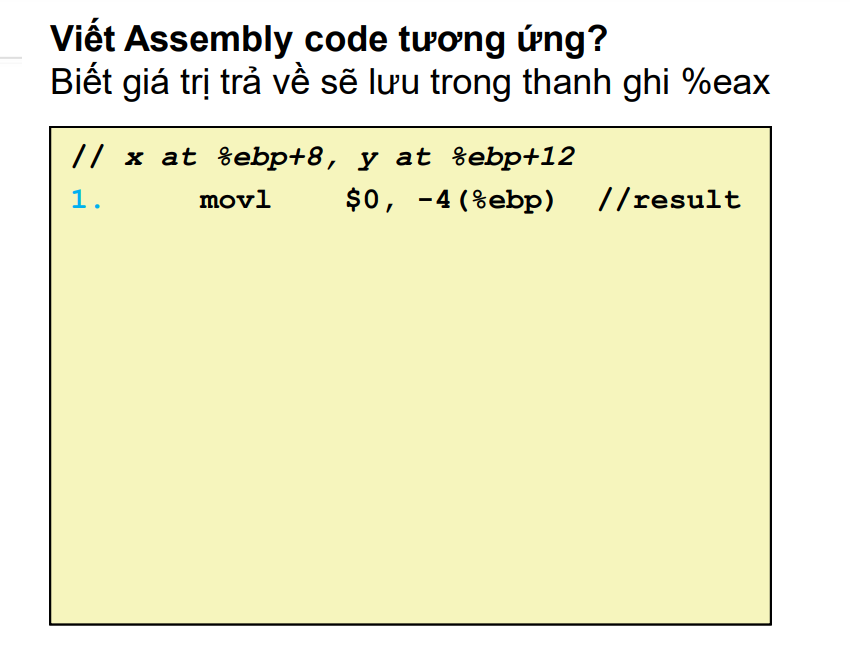 Viết Assembly code tương ứng?
Biết giá trị trả về sẽ lưu trong thanh ghi %eax
// x at %ebp+8, y at %ebp+12
1. movl $0, -4(%ebp) //result